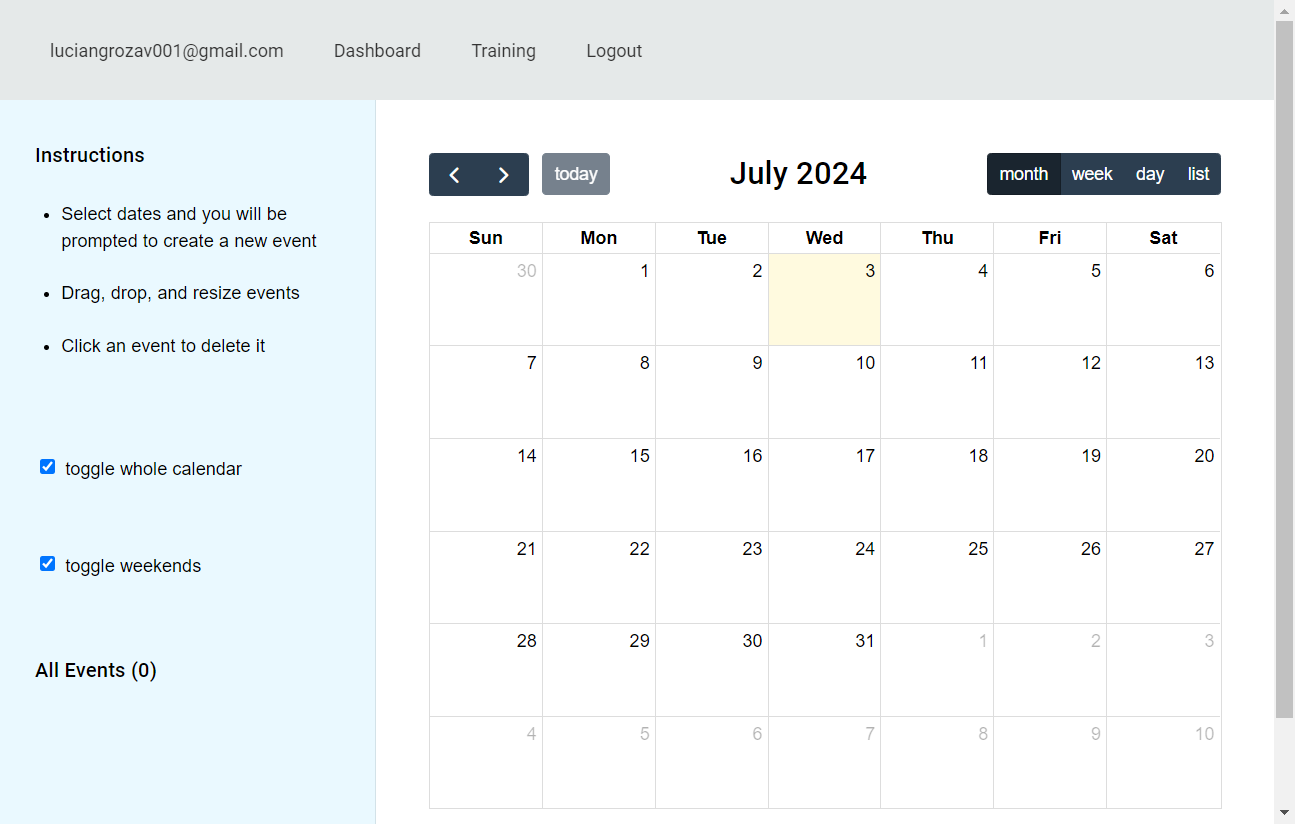 luciangrozav001@gmail.com Dashboard Training Logout
Instructions
Select dates and you will be
prompted to create a new event
Drag, drop, and resize events
Click an event to delete it
toggle whole calendar
toggle weekends
All Events (0)
today July 2024 month week day list
Sun Mon Tue Wed Thu Fri Sat
30 1 2 3 4 5 6
7 8 9 10 11 12 13
14 15 16 17 18 19 20
21 22 23 24 25 26 27
28 29 30 31 1 2 3
4 5 6 7 8 9 10